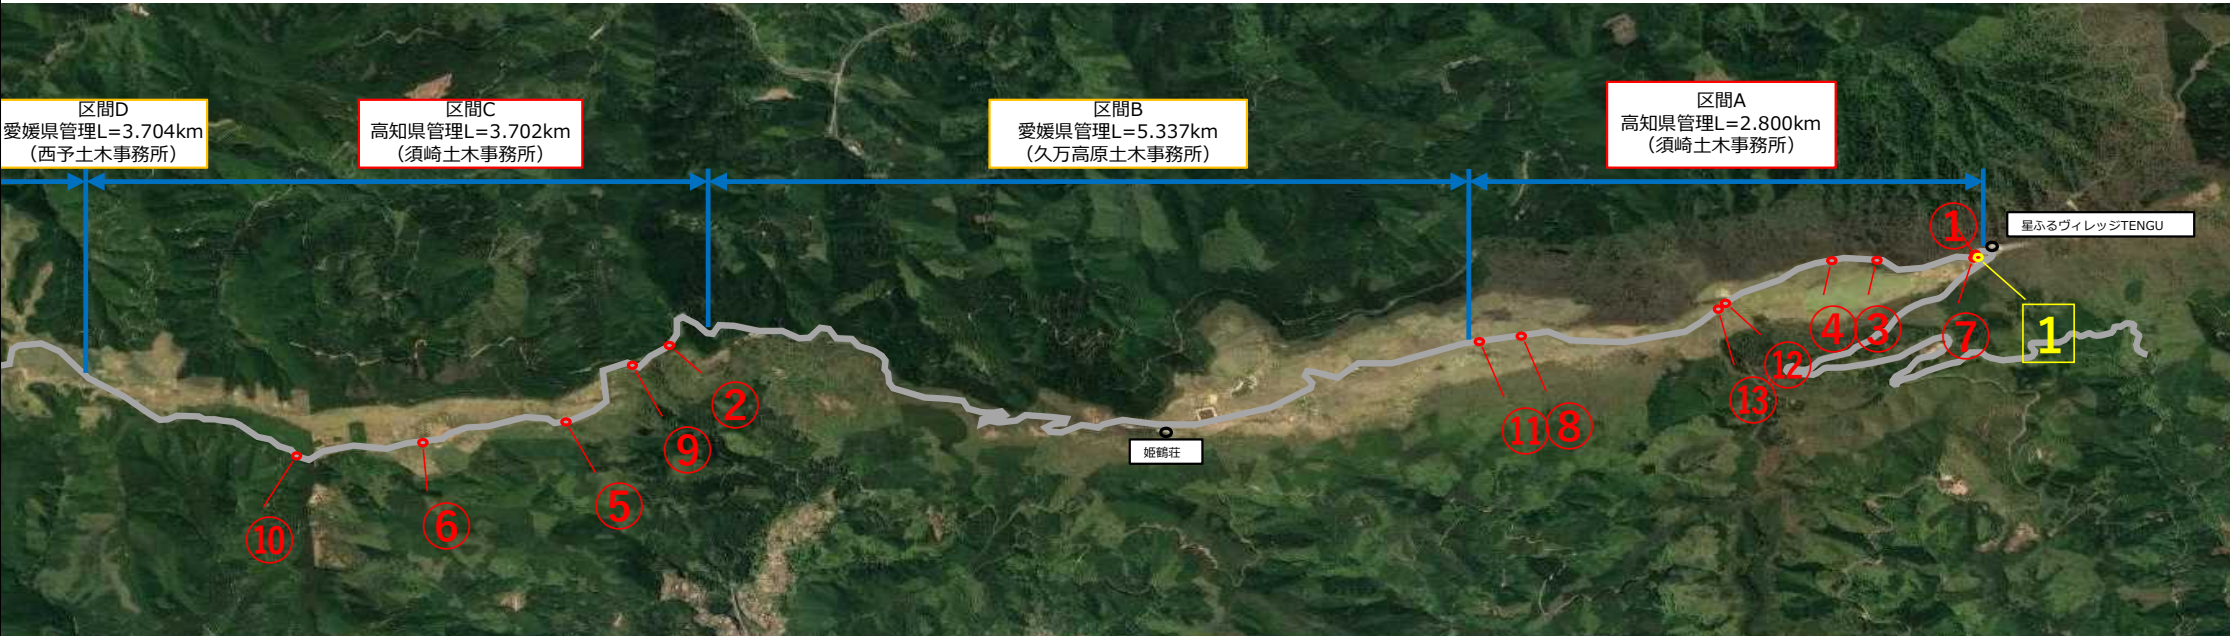 区間D
愛媛県管理L=3.704km
（西予土木事務所）
区間C
高知県管理L=3.702km
（須崎土木事務所）
区間B
愛媛県管理L=5.337km
（久万高原土木事務所）
区間A
高知県管理L=2.800km
（須崎土木事務所）
①
星ふるヴィレッジTENGU
④
③
⑦
1
⑫
⑬
②
⑪
⑧
⑨
姫鶴荘
⑤
⑥
⑩